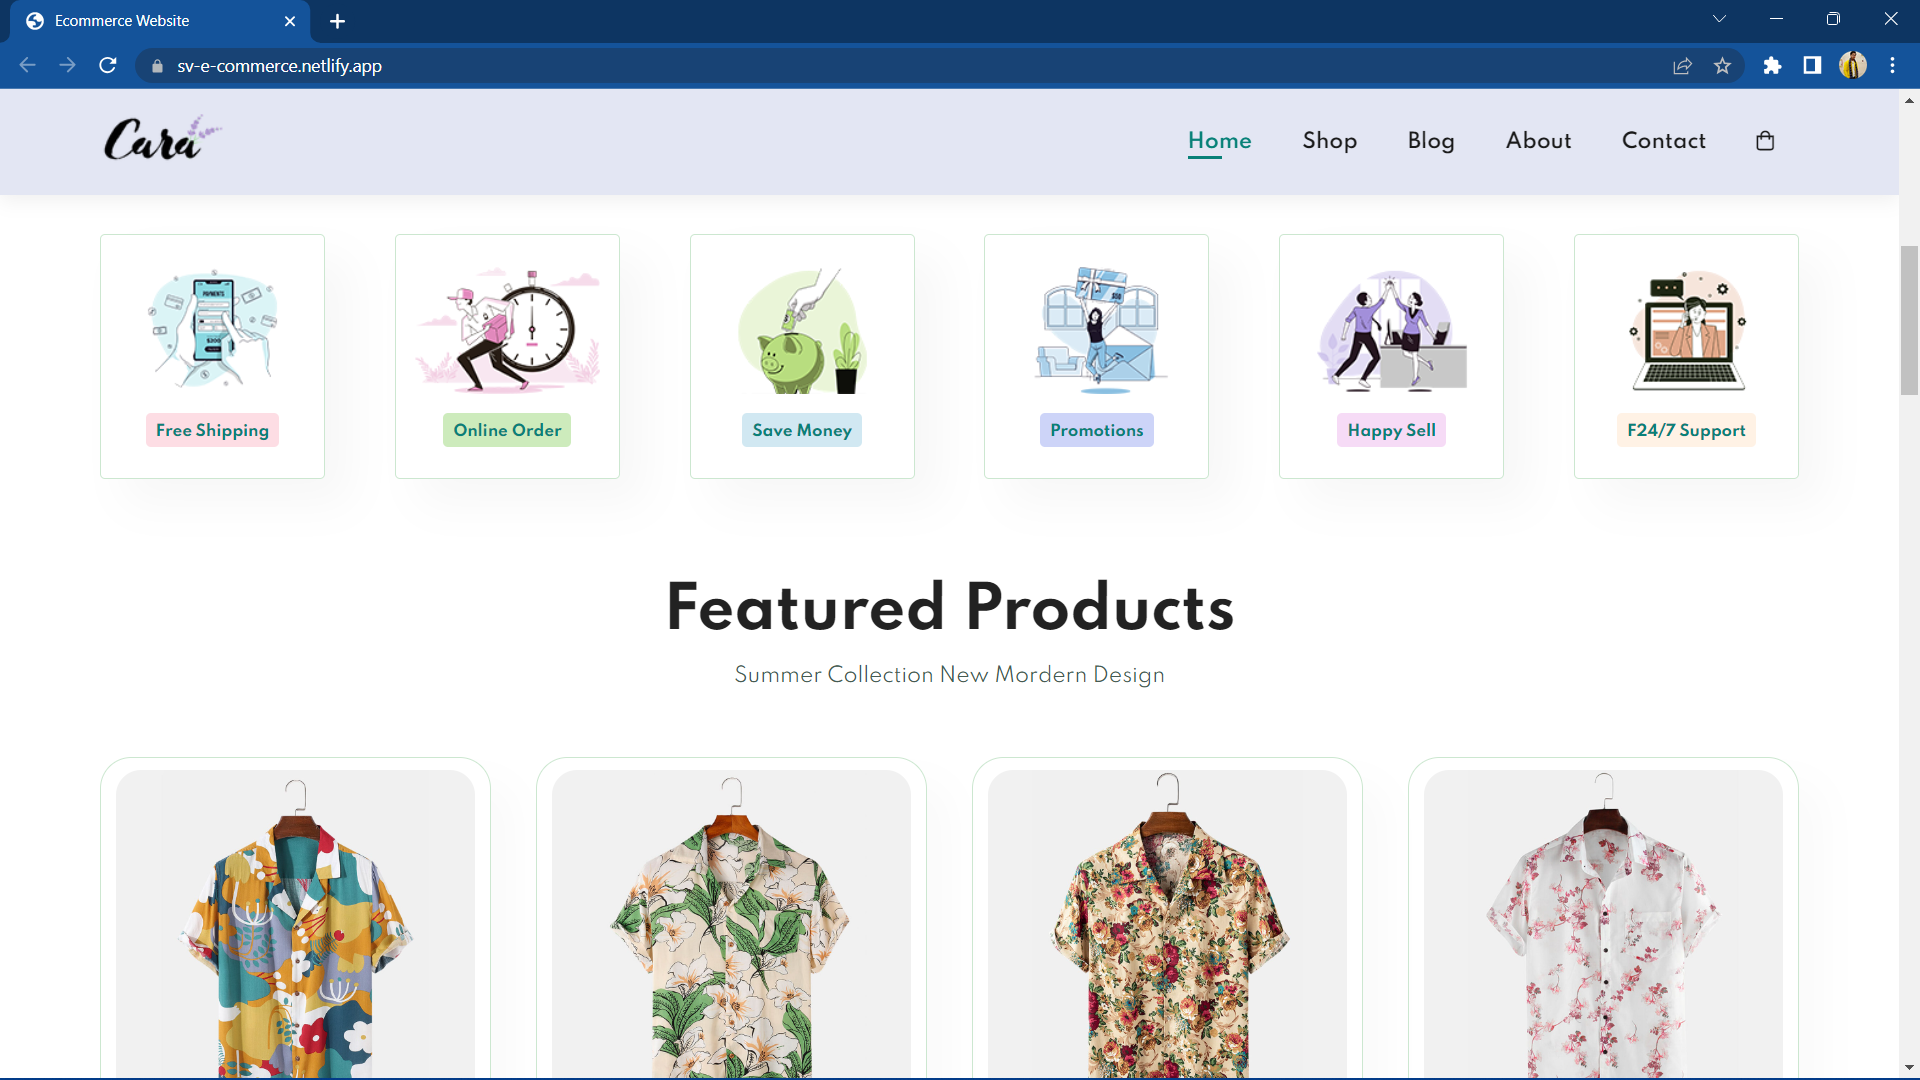 Ecommerce Website
sv-e-commerce.netlify.app
Cara
Home Shop Blog About Contact
PAYMENTS
Free Shipping
Online Order
Save Money
Promotions
Happy Sell
F24/7 Support
Featured Products
Summer Collection New Mordern Design